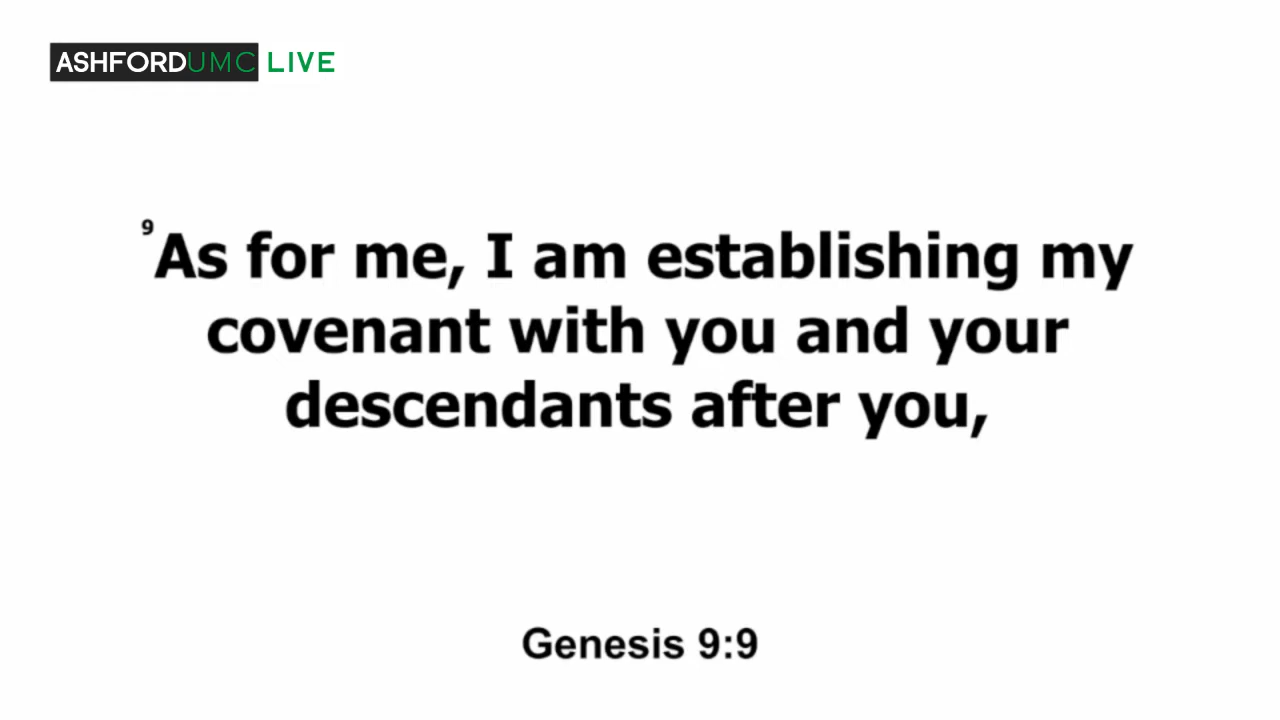 ASHFORDUMC LIVE
9As for me, I am establishing my
covenant with you and your
descendants after you,
Genesis 9:9